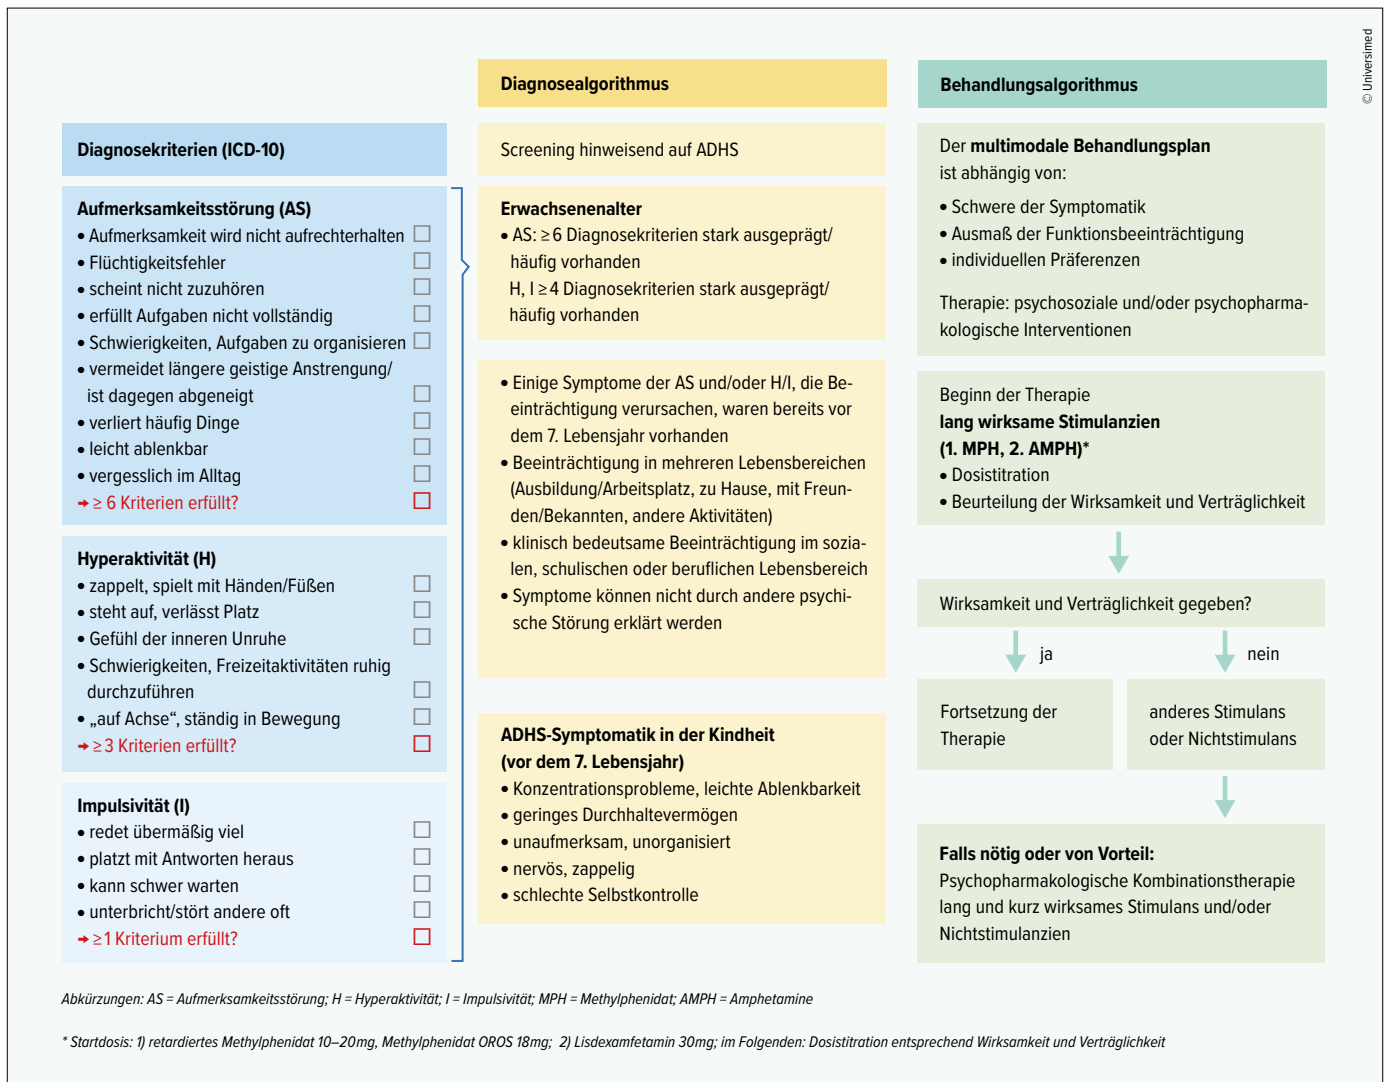 © Universimed
Diagnosekriterien (ICD-10)
Aufmerksamkeitsstörung (AS)
• Aufmerksamkeit wird nicht aufrechterhalten
• Flüchtigkeitsfehler
• scheint nicht zuzuhören
• erfüllt Aufgaben nicht vollständig
• Schwierigkeiten, Aufgaben zu organisieren
• vermeidet längere geistige Anstrengung/
ist dagegen abgeneigt
• verliert häufig Dinge
• leicht ablenkbar
• vergesslich im Alltag
➔ ≥ 6 Kriterien erfüllt?
Hyperaktivität (H)
• zappelt, spielt mit Händen/Füßen
• steht auf, verlässt Platz
• Gefühl der inneren Unruhe
• Schwierigkeiten, Freizeitaktivitäten ruhig
durchzuführen
• „auf Achse“, ständig in Bewegung
➔ ≥ 3 Kriterien erfüllt?
Impulsivität (I)
• redet übermäßig viel
• platzt mit Antworten heraus
• kann schwer warten
• unterbricht/stört andere oft
➔ ≥ 1 Kriterium erfüllt?
Diagnosealgorithmus
Screening hinweisend auf ADHS
Erwachsenenalter
• AS: ≥ 6 Diagnosekriterien stark ausgeprägt/
häufig vorhanden
H, I ≥ 4 Diagnosekriterien stark ausgeprägt/
häufig vorhanden
• Einige Symptome der AS und/oder H/I, die Be-
einträchtigung verursachen, waren bereits vor
dem 7. Lebensjahr vorhanden
• Beeinträchtigung in mehreren Lebensbereichen
(Ausbildung/Arbeitsplatz, zu Hause, mit Freun-
den/Bekannten, andere Aktivitäten)
• klinisch bedeutsame Beeinträchtigung im sozia-
len, schulischen oder beruflichen Lebensbereich
• Symptome können nicht durch andere psychi-
sche Störung erklärt werden
ADHS-Symptomatik in der Kindheit
(vor dem 7. Lebensjahr)
• Konzentrationsprobleme, leichte Ablenkbarkeit
• geringes Durchhaltevermögen
• unaufmerksam, unorganisiert
• nervös, zappelig
• schlechte Selbstkontrolle
Behandlungsalgorithmus
Der multimodale Behandlungsplan
ist abhängig von:
• Schwere der Symptomatik
• Ausmaß der Funktionsbeeinträchtigung
• individuellen Präferenzen
Therapie: psychosoziale und/oder psychopharma-
kologische Interventionen
Beginn der Therapie
lang wirksame Stimulanzien
(1. MPH, 2. AMPH)*
• Dosistitration
• Beurteilung der Wirksamkeit und Verträglichkeit
Wirksamkeit und Verträglichkeit gegeben?
ja
nein
Fortsetzung der
Therapie
anderes Stimulans
oder Nichtstimulans
Falls nötig oder von Vorteil:
Psychopharmakologische Kombinationstherapie
lang und kurz wirksames Stimulans und/oder
Nichtstimulanzien
Abkürzungen: AS = Aufmerksamkeitsstörung; H = Hyperaktivität; I = Impulsivität; MPH = Methylphenidat; AMPH = Amphetamine
* Startdosis: 1) retardiertes Methylphenidat 10–20mg, Methylphenidat OROS 18mg; 2) Lisdexamfetamin 30mg; im Folgenden: Dosistitration entsprechend Wirksamkeit und Verträglichkeit